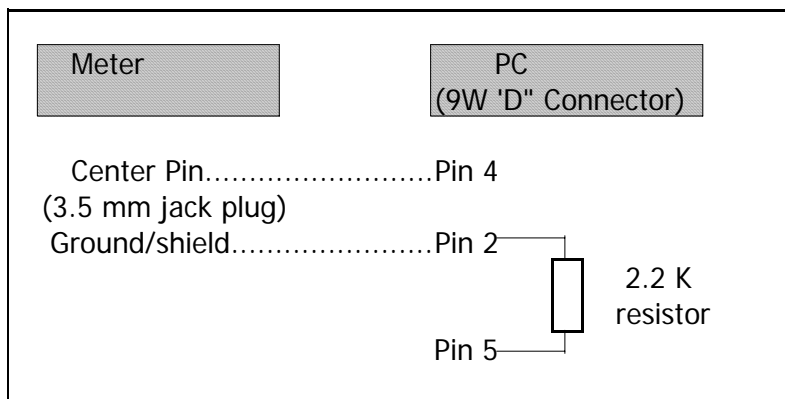 Meter
PC
(9W 'D" Connector)
Center Pin..........................Pin 4
(3.5 mm jack plug)
Ground/shield.......................Pin 2
2.2 K
resistor
Pin 5